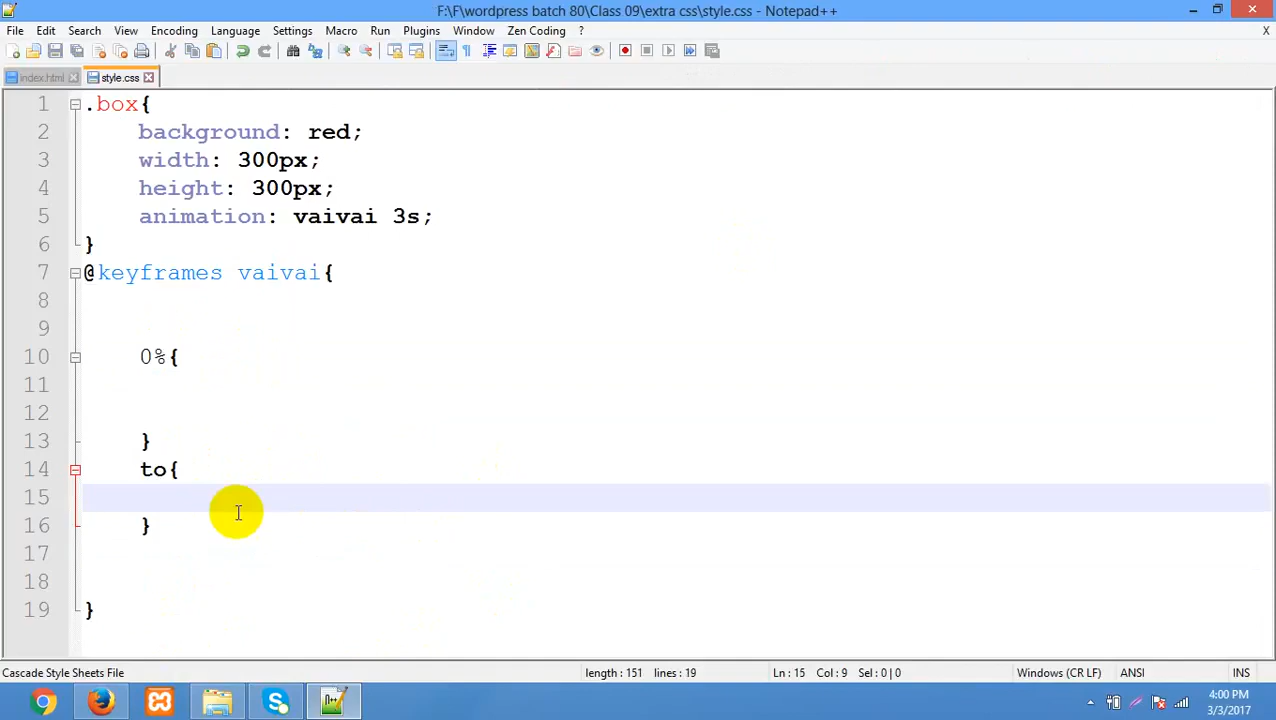 F:\F\wordpress batch 80\Class 09\extra css\style.css - Notepad++
File Edit Search View Encoding Language Settings Macro Run Plugins Window Zen Coding ? X
index.html style.css
1 .box{
2 background: red;
3 width: 300px;
4 height: 300px;
5 animation: vaivai 3s;
6 }
7 @keyframes vaivai{
8
9
10 0%{
11
12
13 }
14 to{
15
16 }
17
18
19 }
Cascade Style Sheets File length : 151 lines : 19 Ln : 15 Col : 9 Sel : 0 | 0 Windows (CR LF) ANSI INS
4:00 PM
3/3/2017